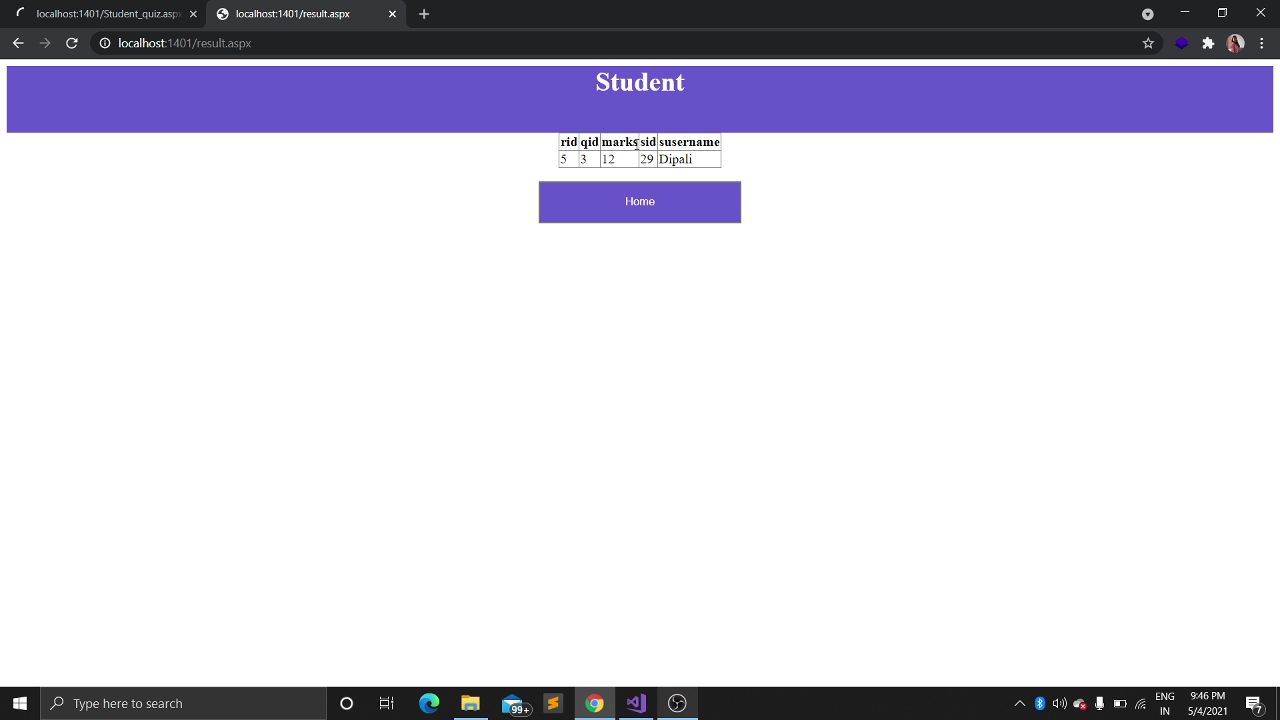 localhost:1401/Student_quiz.aspx
localhost:1401/result.aspx
localhost:1401/result.aspx
Student
rid qid marks sid susername
5 3 12 29 Dipali
Home
Type here to search
99+
ENG
IN
9:46 PM
5/4/2021
7